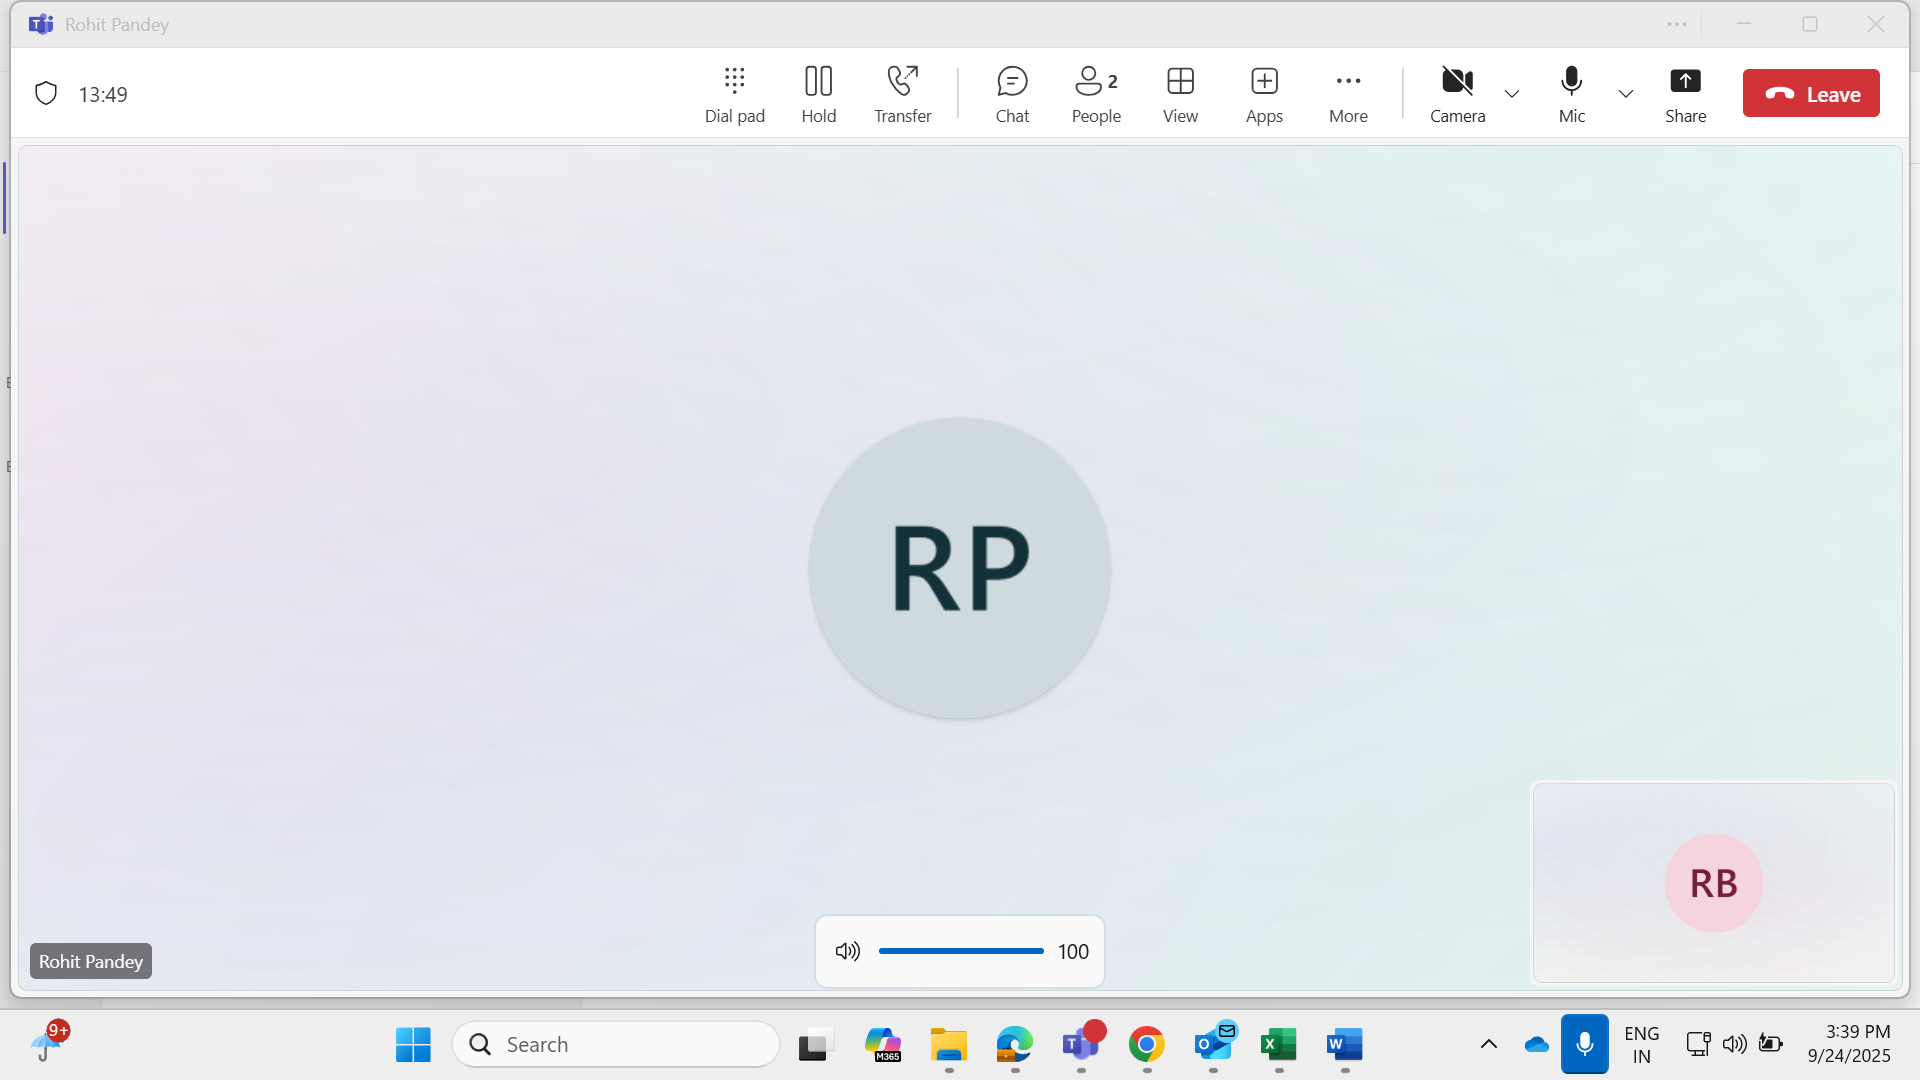 Rohit Pandey
13:49
Dial pad
Hold
Transfer
Chat
People 2
View
Apps
More
Camera
Mic
Share
Leave
RP
RB
Rohit Pandey
100
9+
Search
M365
ENG
IN
3:39 PM
9/24/2025